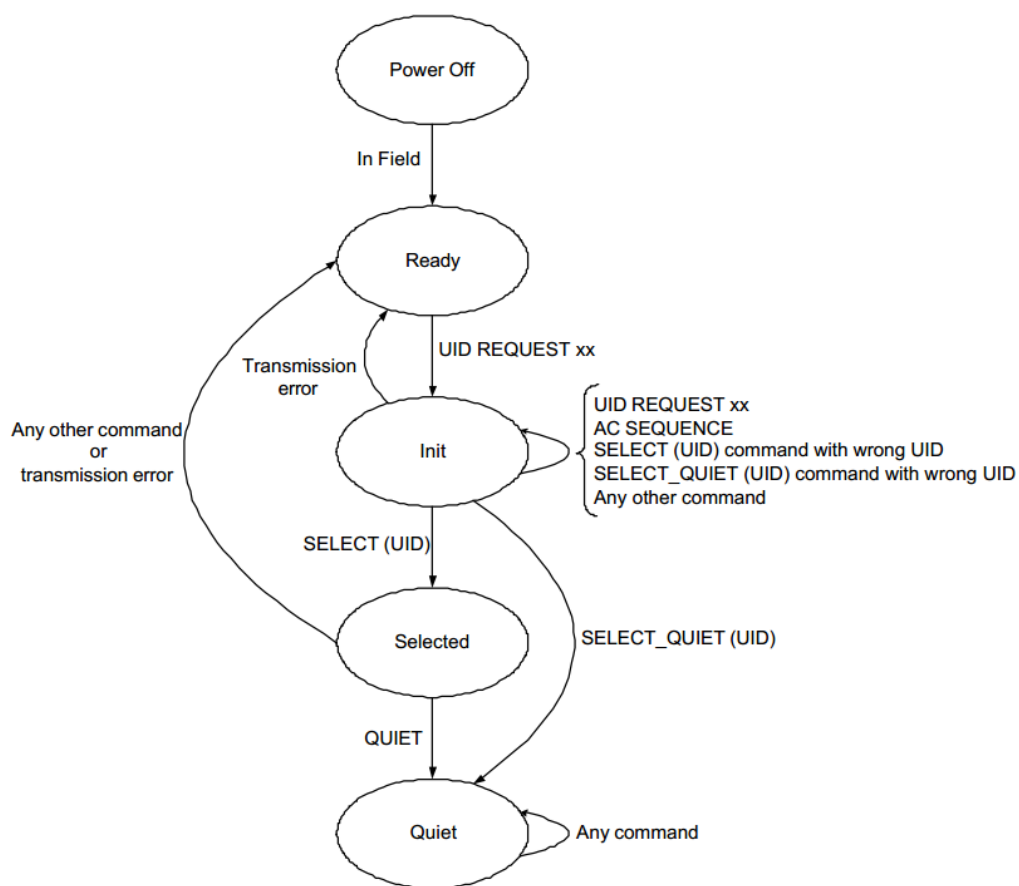 Power Off
In Field
Ready
UID REQUEST xx
Transmission
error
Any other command
or
transmission error
Init
UID REQUEST xx
AC SEQUENCE
SELECT (UID) command with wrong UID
SELECT_QUIET (UID) command with wrong UID
Any other command
SELECT (UID)
Selected
SELECT_QUIET (UID)
QUIET
Quiet
Any command